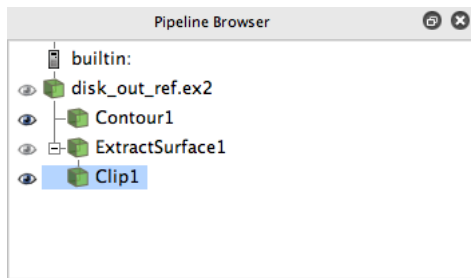 Pipeline Browser
builtin:
disk_out_ref.ex2
Contour1
ExtractSurface1
Clip1